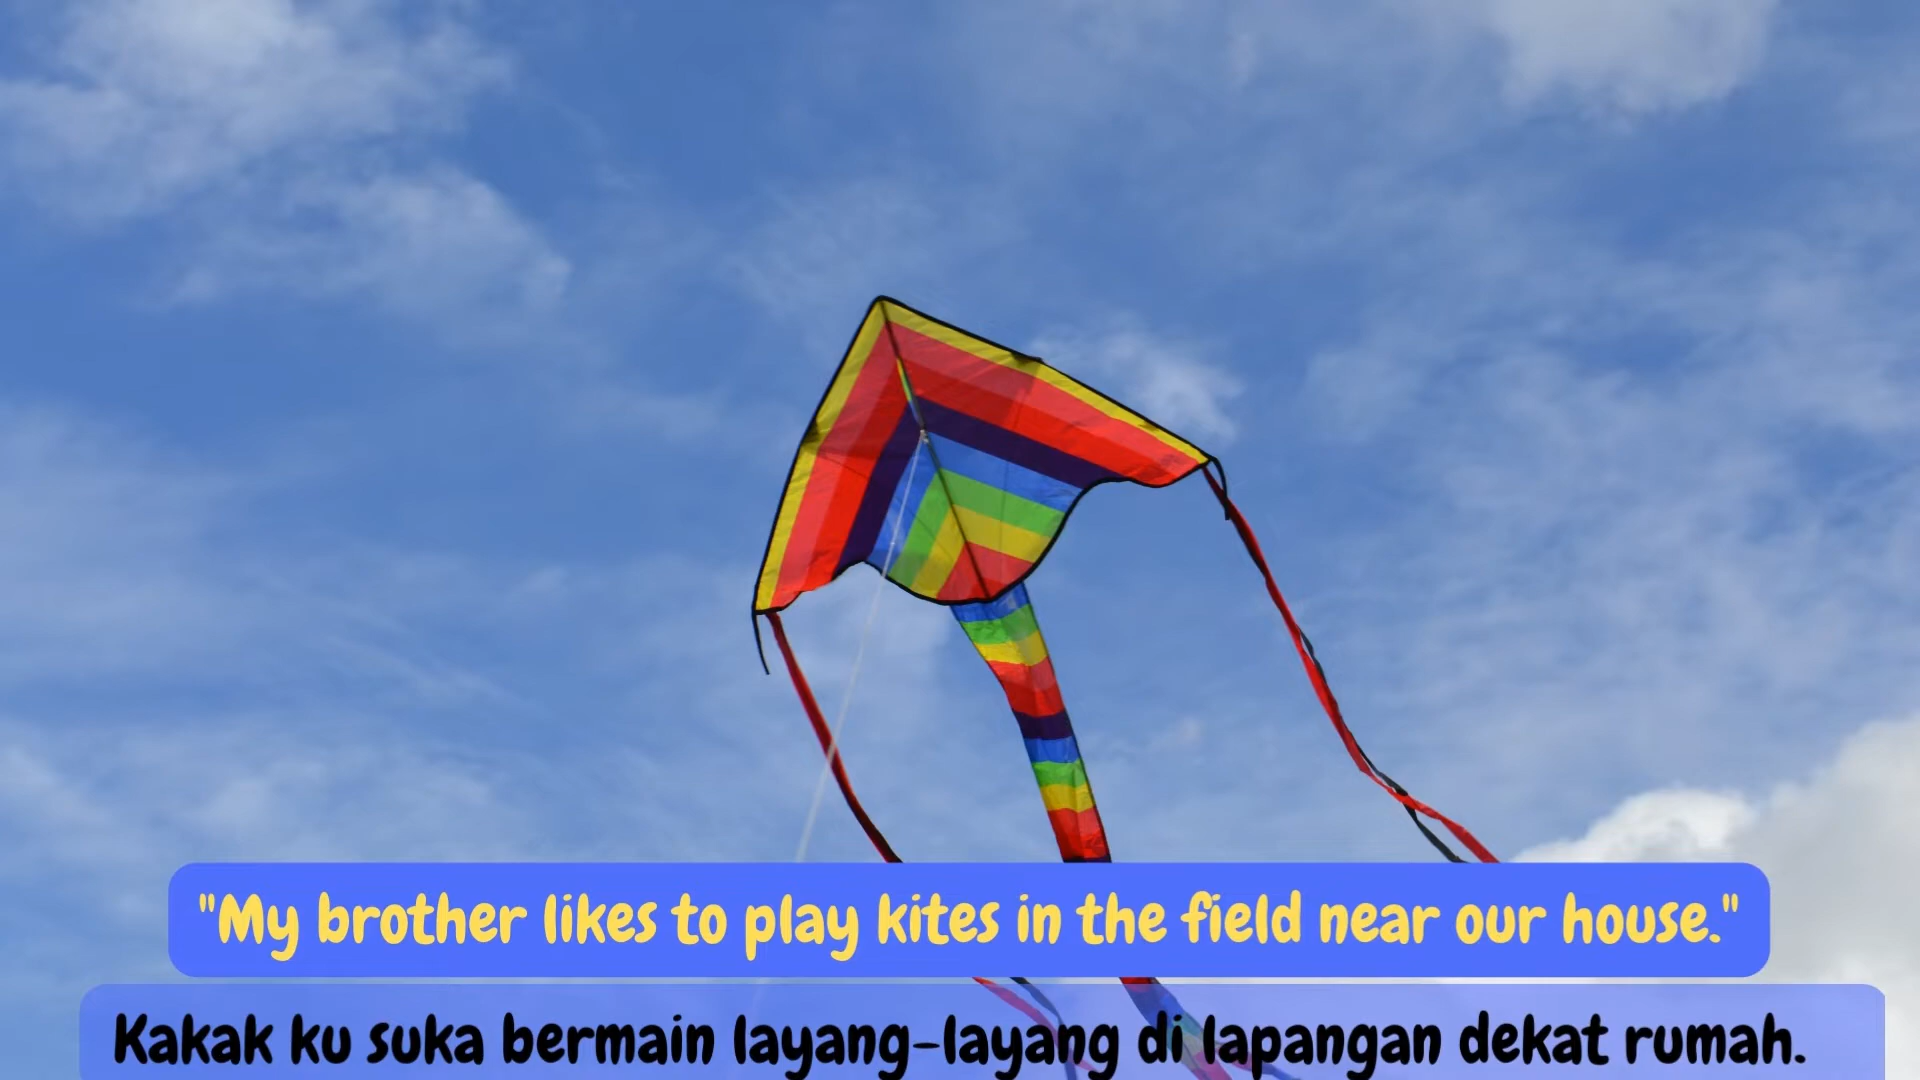 "My brother likes to play kites in the field near our house."
Kakak ku suka bermain layang-layang di lapangan dekat rumah.